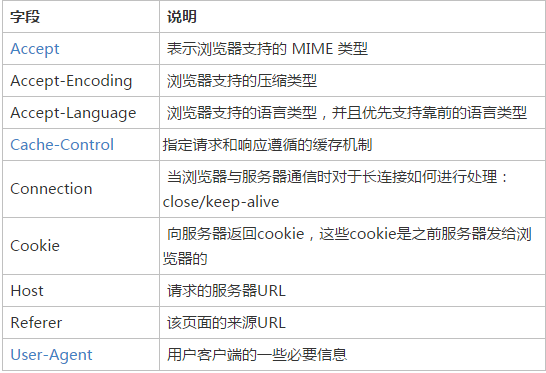 字段 说明
Accept 表示浏览器支持的 MIME 类型
Accept-Encoding 浏览器支持的压缩类型
Accept-Language 浏览器支持的语言类型，并且优先支持靠前的语言类型
Cache-Control 指定请求和响应遵循的缓存机制
Connection 当浏览器与服务器通信时对于长连接如何进行处理：
close/keep-alive
Cookie 向服务器返回cookie，这些cookie是之前服务器发给浏
览器的
Host 请求的服务器URL
Referer 该页面的来源URL
User-Agent 用户客户端的一些必要信息